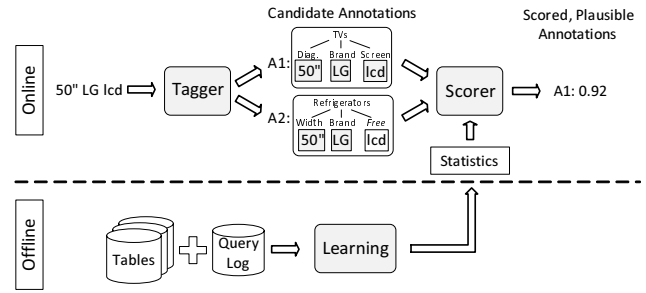 Candidate Annotations
Scored, Plausible
Annotations
Online
50" LG lcd
Tagger
A1:
TVs
Diag. Brand Screen
50" LG lcd
A2:
Refrigerators
Width Brand Free
50" LG lcd
Scorer
A1: 0.92
Statistics
Offline
Tables
Query
Log
Learning